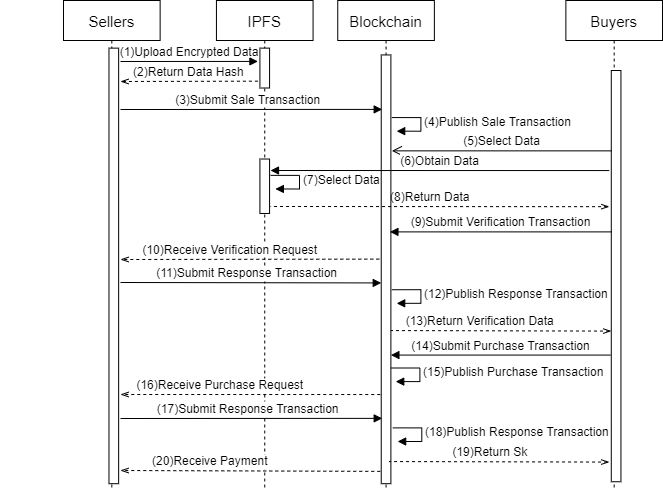 Sellers
IPFS
Blockchain
Buyers
(1)Upload Encrypted Data
(2)Return Data Hash
(3)Submit Sale Transaction
(4)Publish Sale Transaction
(5)Select Data
(6)Obtain Data
(7)Select Data
(8)Return Data
(9)Submit Verification Transaction
(10)Receive Verification Request
(11)Submit Response Transaction
(12)Publish Response Transaction
(13)Return Verification Data
(14)Submit Purchase Transaction
(15)Publish Purchase Transaction
(16)Receive Purchase Request
(17)Submit Response Transaction
(18)Publish Response Transaction
(19)Return Sk
(20)Receive Payment